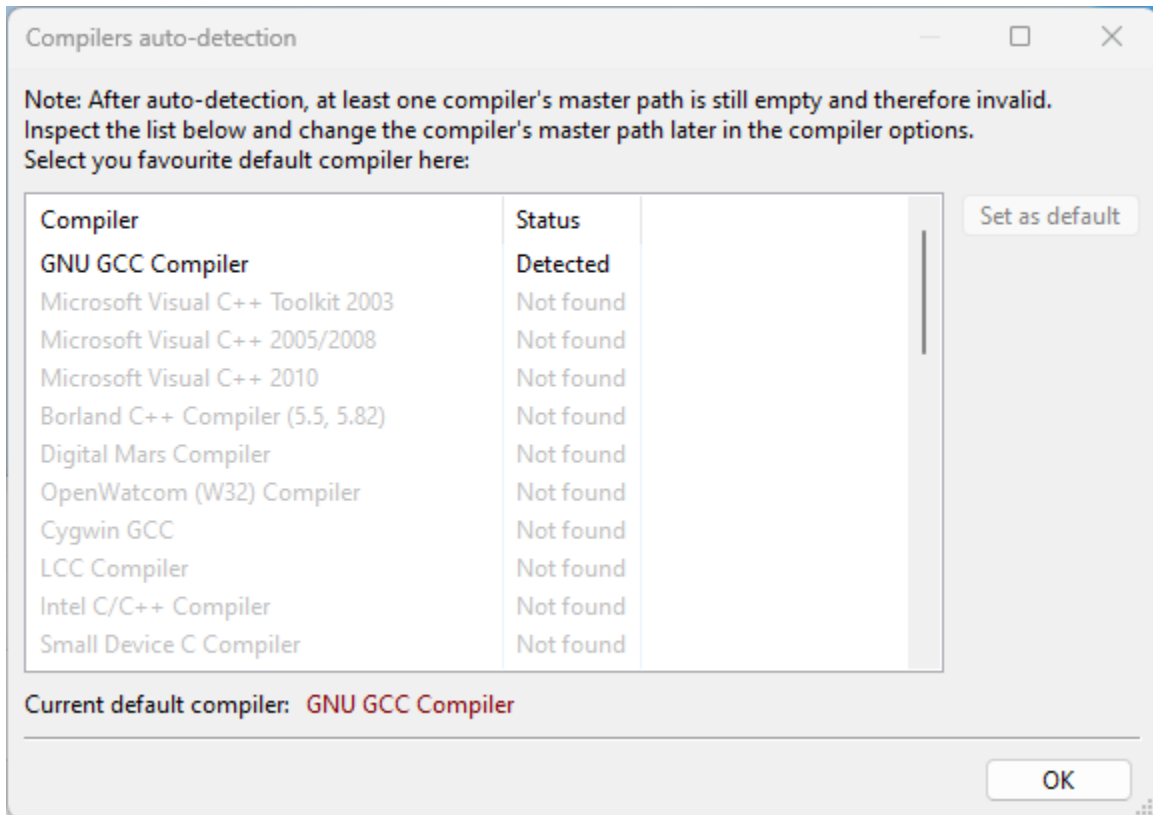 Compilers auto-detection
Note: After auto-detection, at least one compiler's master path is still empty and therefore invalid.
Inspect the list below and change the compiler's master path later in the compiler options.
Select you favourite default compiler here:
Compiler Status
Set as default
GNU GCC Compiler Detected
Microsoft Visual C++ Toolkit 2003 Not found
Microsoft Visual C++ 2005/2008 Not found
Microsoft Visual C++ 2010 Not found
Borland C++ Compiler (5.5, 5.82) Not found
Digital Mars Compiler Not found
OpenWatcom (W32) Compiler Not found
Cygwin GCC Not found
LCC Compiler Not found
Intel C/C++ Compiler Not found
Small Device C Compiler Not found
Current default compiler: GNU GCC Compiler
OK